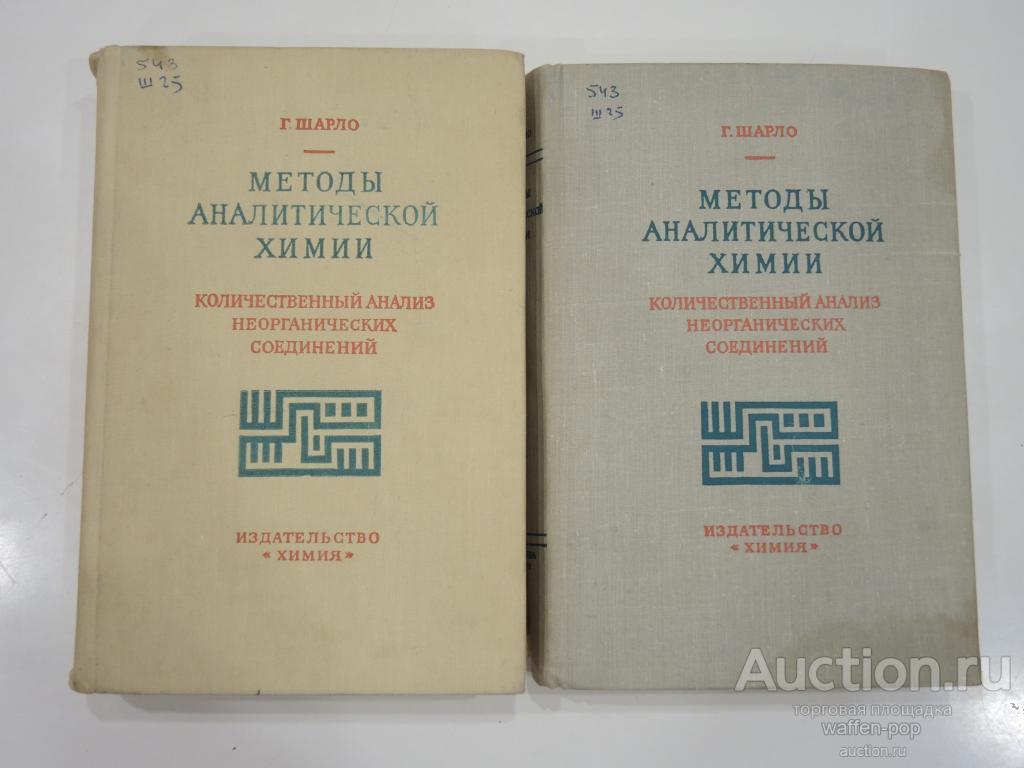 543
Ш25
Г. ШАРЛО
МЕТОДЫ
АНАЛИТИЧЕСКОЙ
ХИМИИ
КОЛИЧЕСТВЕННЫЙ АНАЛИЗ
НЕОРГАНИЧЕСКИХ
СОЕДИНЕНИЙ
ИЗДАТЕЛЬСТВО
«ХИМИЯ»
543
Ш25
Г. ШАРЛО
МЕТОДЫ
АНАЛИТИЧЕСКОЙ
ХИМИИ
КОЛИЧЕСТВЕННЫЙ АНАЛИЗ
НЕОРГАНИЧЕСКИХ
СОЕДИНЕНИЙ
ИЗДАТЕЛЬСТВО
«ХИМИЯ»
Auction.ru
торговая площадка
waffen-pop
auction.ru